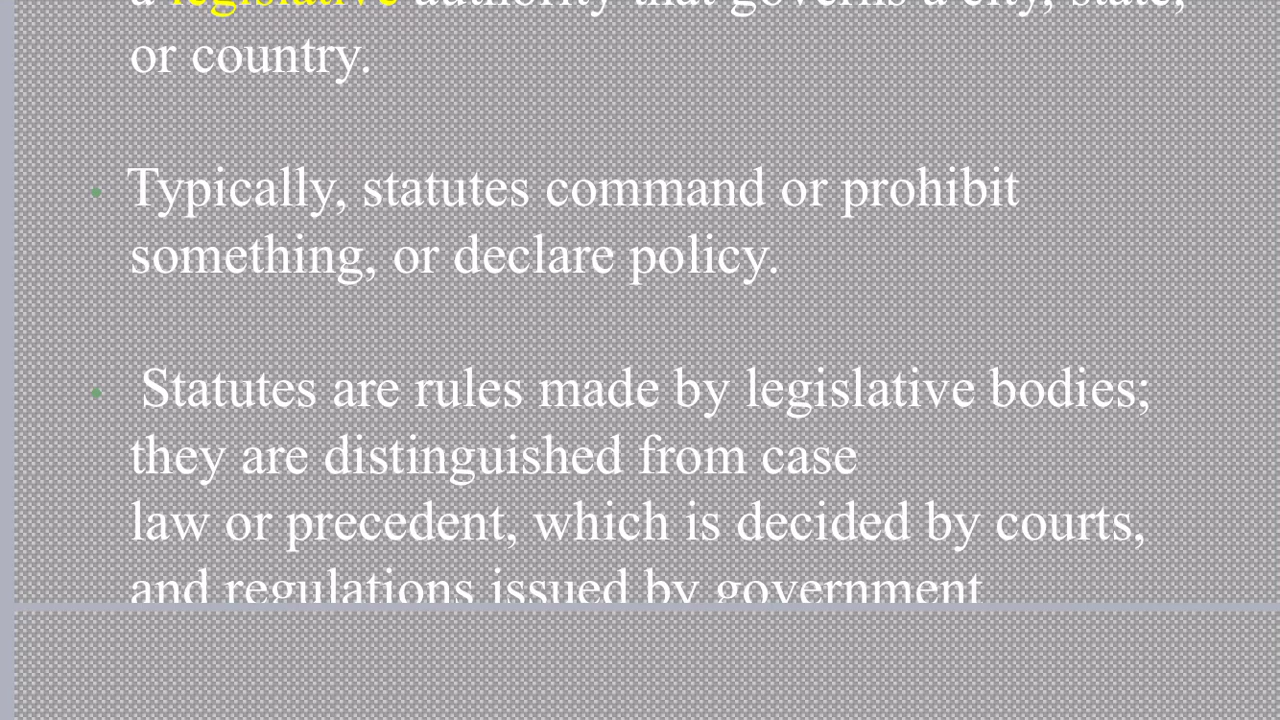 a legislative authority that governs a city, state,
or country.
• Typically, statutes command or prohibit
something, or declare policy.
• Statutes are rules made by legislative bodies;
they are distinguished from case
law or precedent, which is decided by courts,
and regulations issued by government